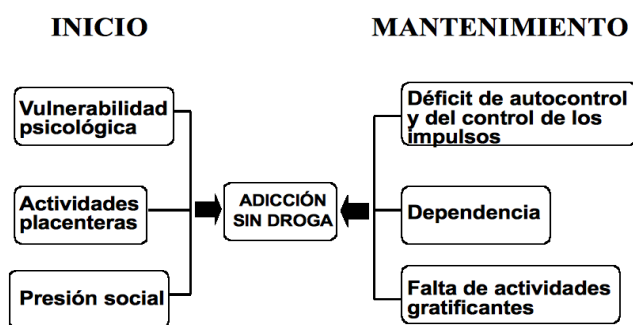 INICIO
MANTENIMIENTO
Vulnerabilidad
psicológica
Actividades
placenteras
Presión social
ADICCIÓN
SIN DROGA
Déficit de autocontrol
y del control de los
impulsos
Dependencia
Falta de actividades
gratificantes